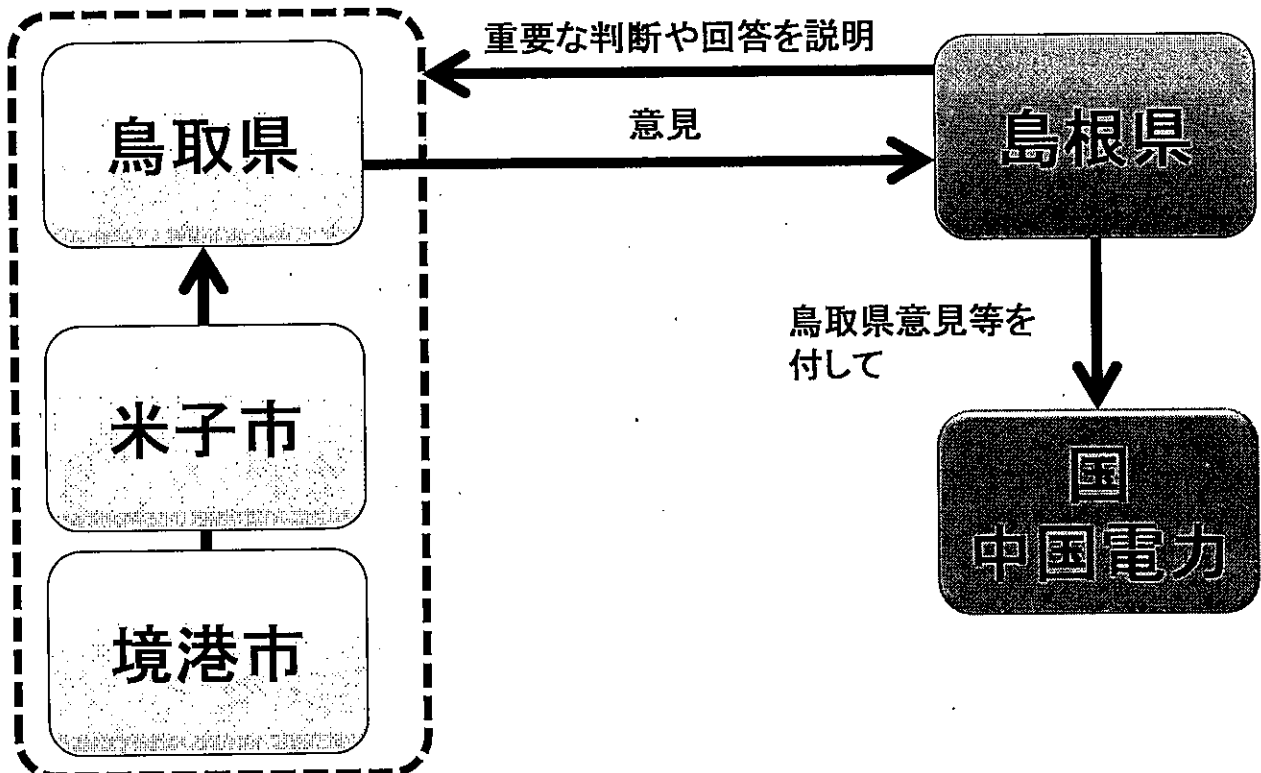 重要な判断や回答を説明
鳥取県
島根県
意見
鳥取県意見等を
付して
米子市
国
中国電力
境港市